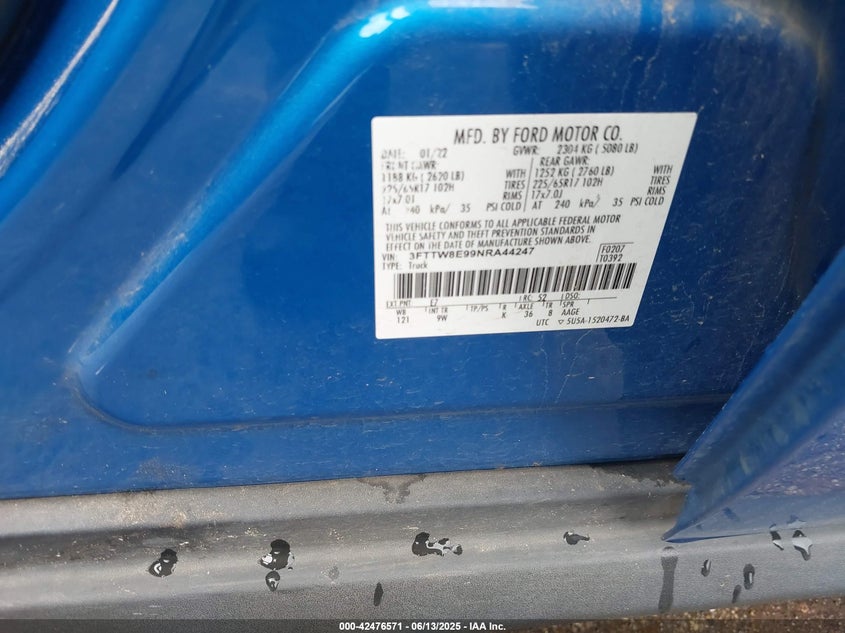 MFD. BY FORD MOTOR CO.
DATE: 01/22 GVWR: 2304 KG ( 5080 LB)
FRONT GAWR: REAR GAWR:
1188 KG ( 2620 LB) WITH 1252 KG ( 2760 LB) WITH
225/65R17 102H TIRES 225/65R17 102H TIRES
17x7.0J RIMS 17x7.0J RIMS
AT 240 kPa/ 35 PSI COLD AT 240 kPa/ 35 PSI COLD
THIS VEHICLE CONFORMS TO ALL APPLICABLE FEDERAL MOTOR
VEHICLE SAFETY AND THEFT PREVENTION STANDARDS IN
EFFECT ON THE DATE OF MANUFACTURE SHOWN ABOVE.
VIN: 3FTTW8E99NRA44247 F0207
TYPE: Truck T0392
EXT PNT: E7 RC: 52 DSO:
WB INT TR TP/PS R AXLE TR SPR
121 9W K 36 8 AAGE
UTC ▽ 5U5A-1520472-BA
000-42476571 - 06/13/2025 - IAA Inc.